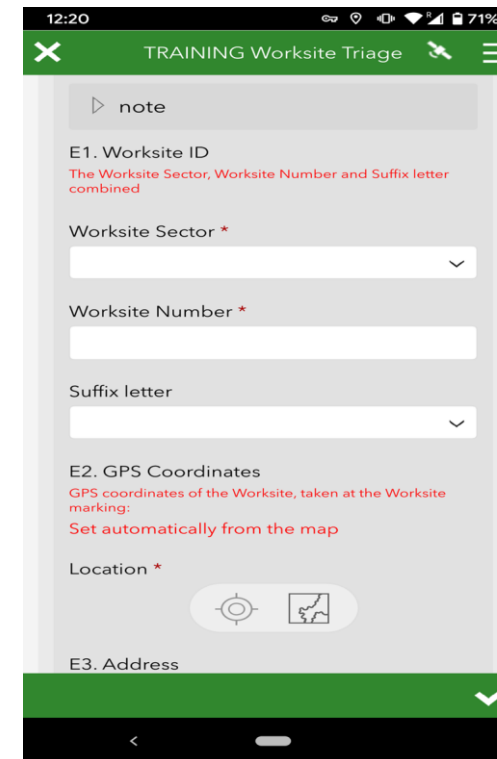 12:20
R
71%
TRAINING Worksite Triage
note
E1. Worksite ID
The Worksite Sector, Worksite Number and Suffix letter
combined
Worksite Sector *
Worksite Number *
Suffix letter
E2. GPS Coordinates
GPS coordinates of the Worksite, taken at the Worksite
marking:
Set automatically from the map
Location *
E3. Address